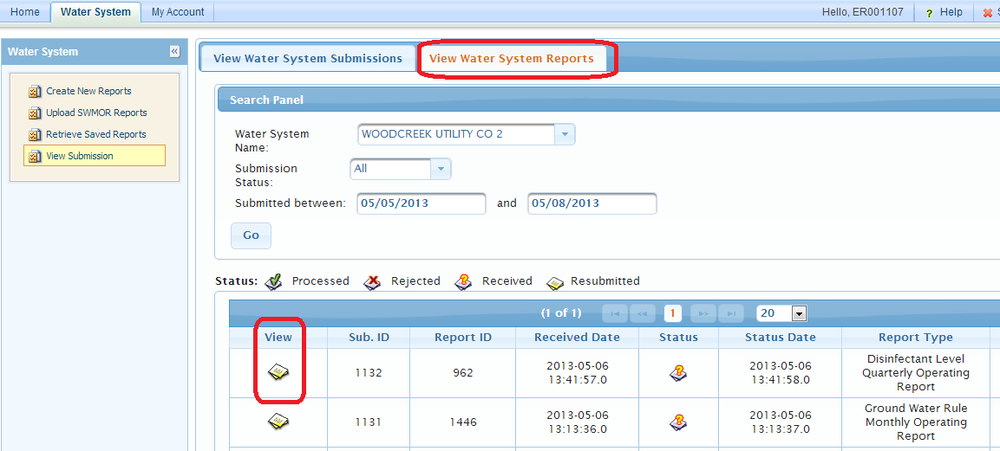 Home Water System My Account Hello, ER001107 ? Help
Water System «
Create New Reports
Upload SWMOR Reports
Retrieve Saved Reports
View Submission
View Water System Submissions View Water System Reports
Search Panel
Water System Name: WOODCREEK UTILITY CO 2
Submission Status: All
Submitted between: 05/05/2013 and 05/08/2013
Go
Status: Processed Rejected Received Resubmitted
(1 of 1) 1 20
View Sub. ID Report ID Received Date Status Status Date Report Type
1132 962 2013-05-06 13:41:57.0 2013-05-06 13:41:58.0 Disinfectant Level Quarterly Operating Report
1131 1446 2013-05-06 13:13:36.0 2013-05-06 13:13:37.0 Ground Water Rule Monthly Operating Report